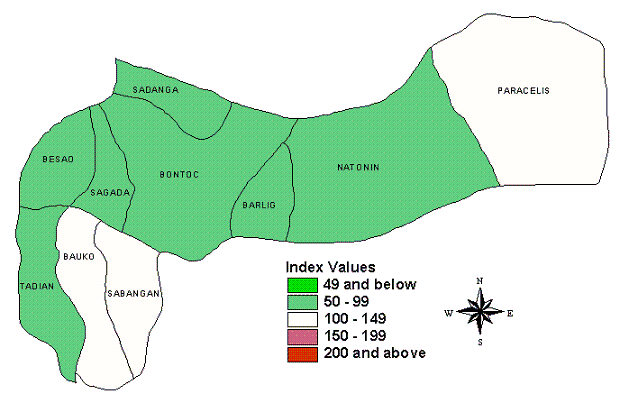 PARACELIS
SADANGA
BESAO
BONTOC
NATONIN
SAGADA
BARLIG
BAUKO
TADIAN
SABANGAN
Index Values
49 and below
50 - 99
100 - 149
150 - 199
200 and above
N
W E
S